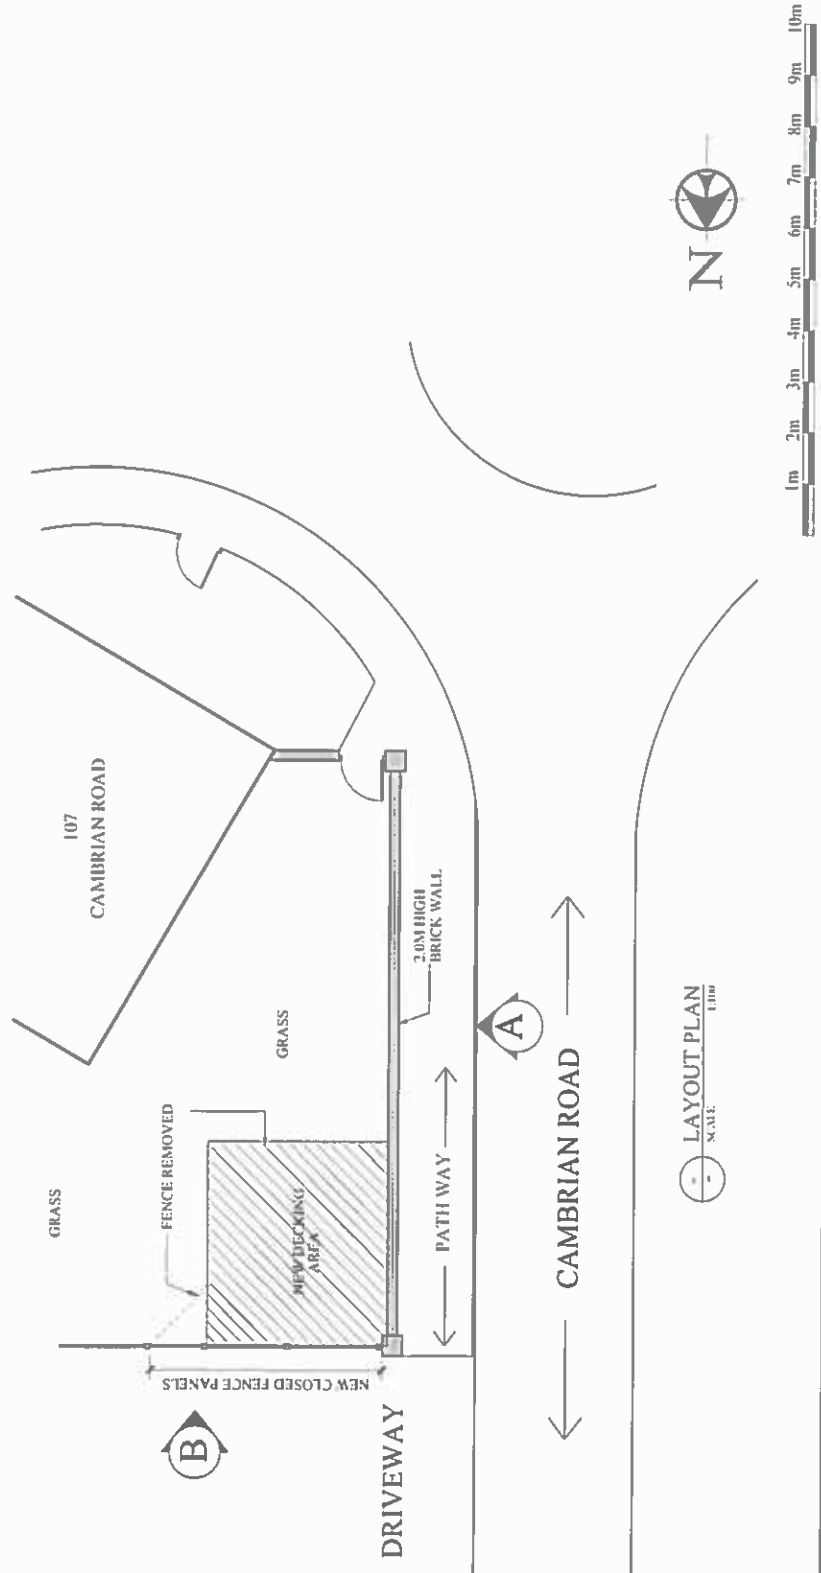 GRASS
FENCE REMOVED
107
CAMBRIAN ROAD
GRASS
NEW DECKING
AREA
NEW CLOSED FENCE PANELS
B
DRIVEWAY
2.0M HIGH
BRICK WALL
PATH WAY
A
CAMBRIAN ROAD
LAYOUT PLAN
SCALE
N
1m 2m 3m 4m 5m 6m 7m 8m 9m 10m